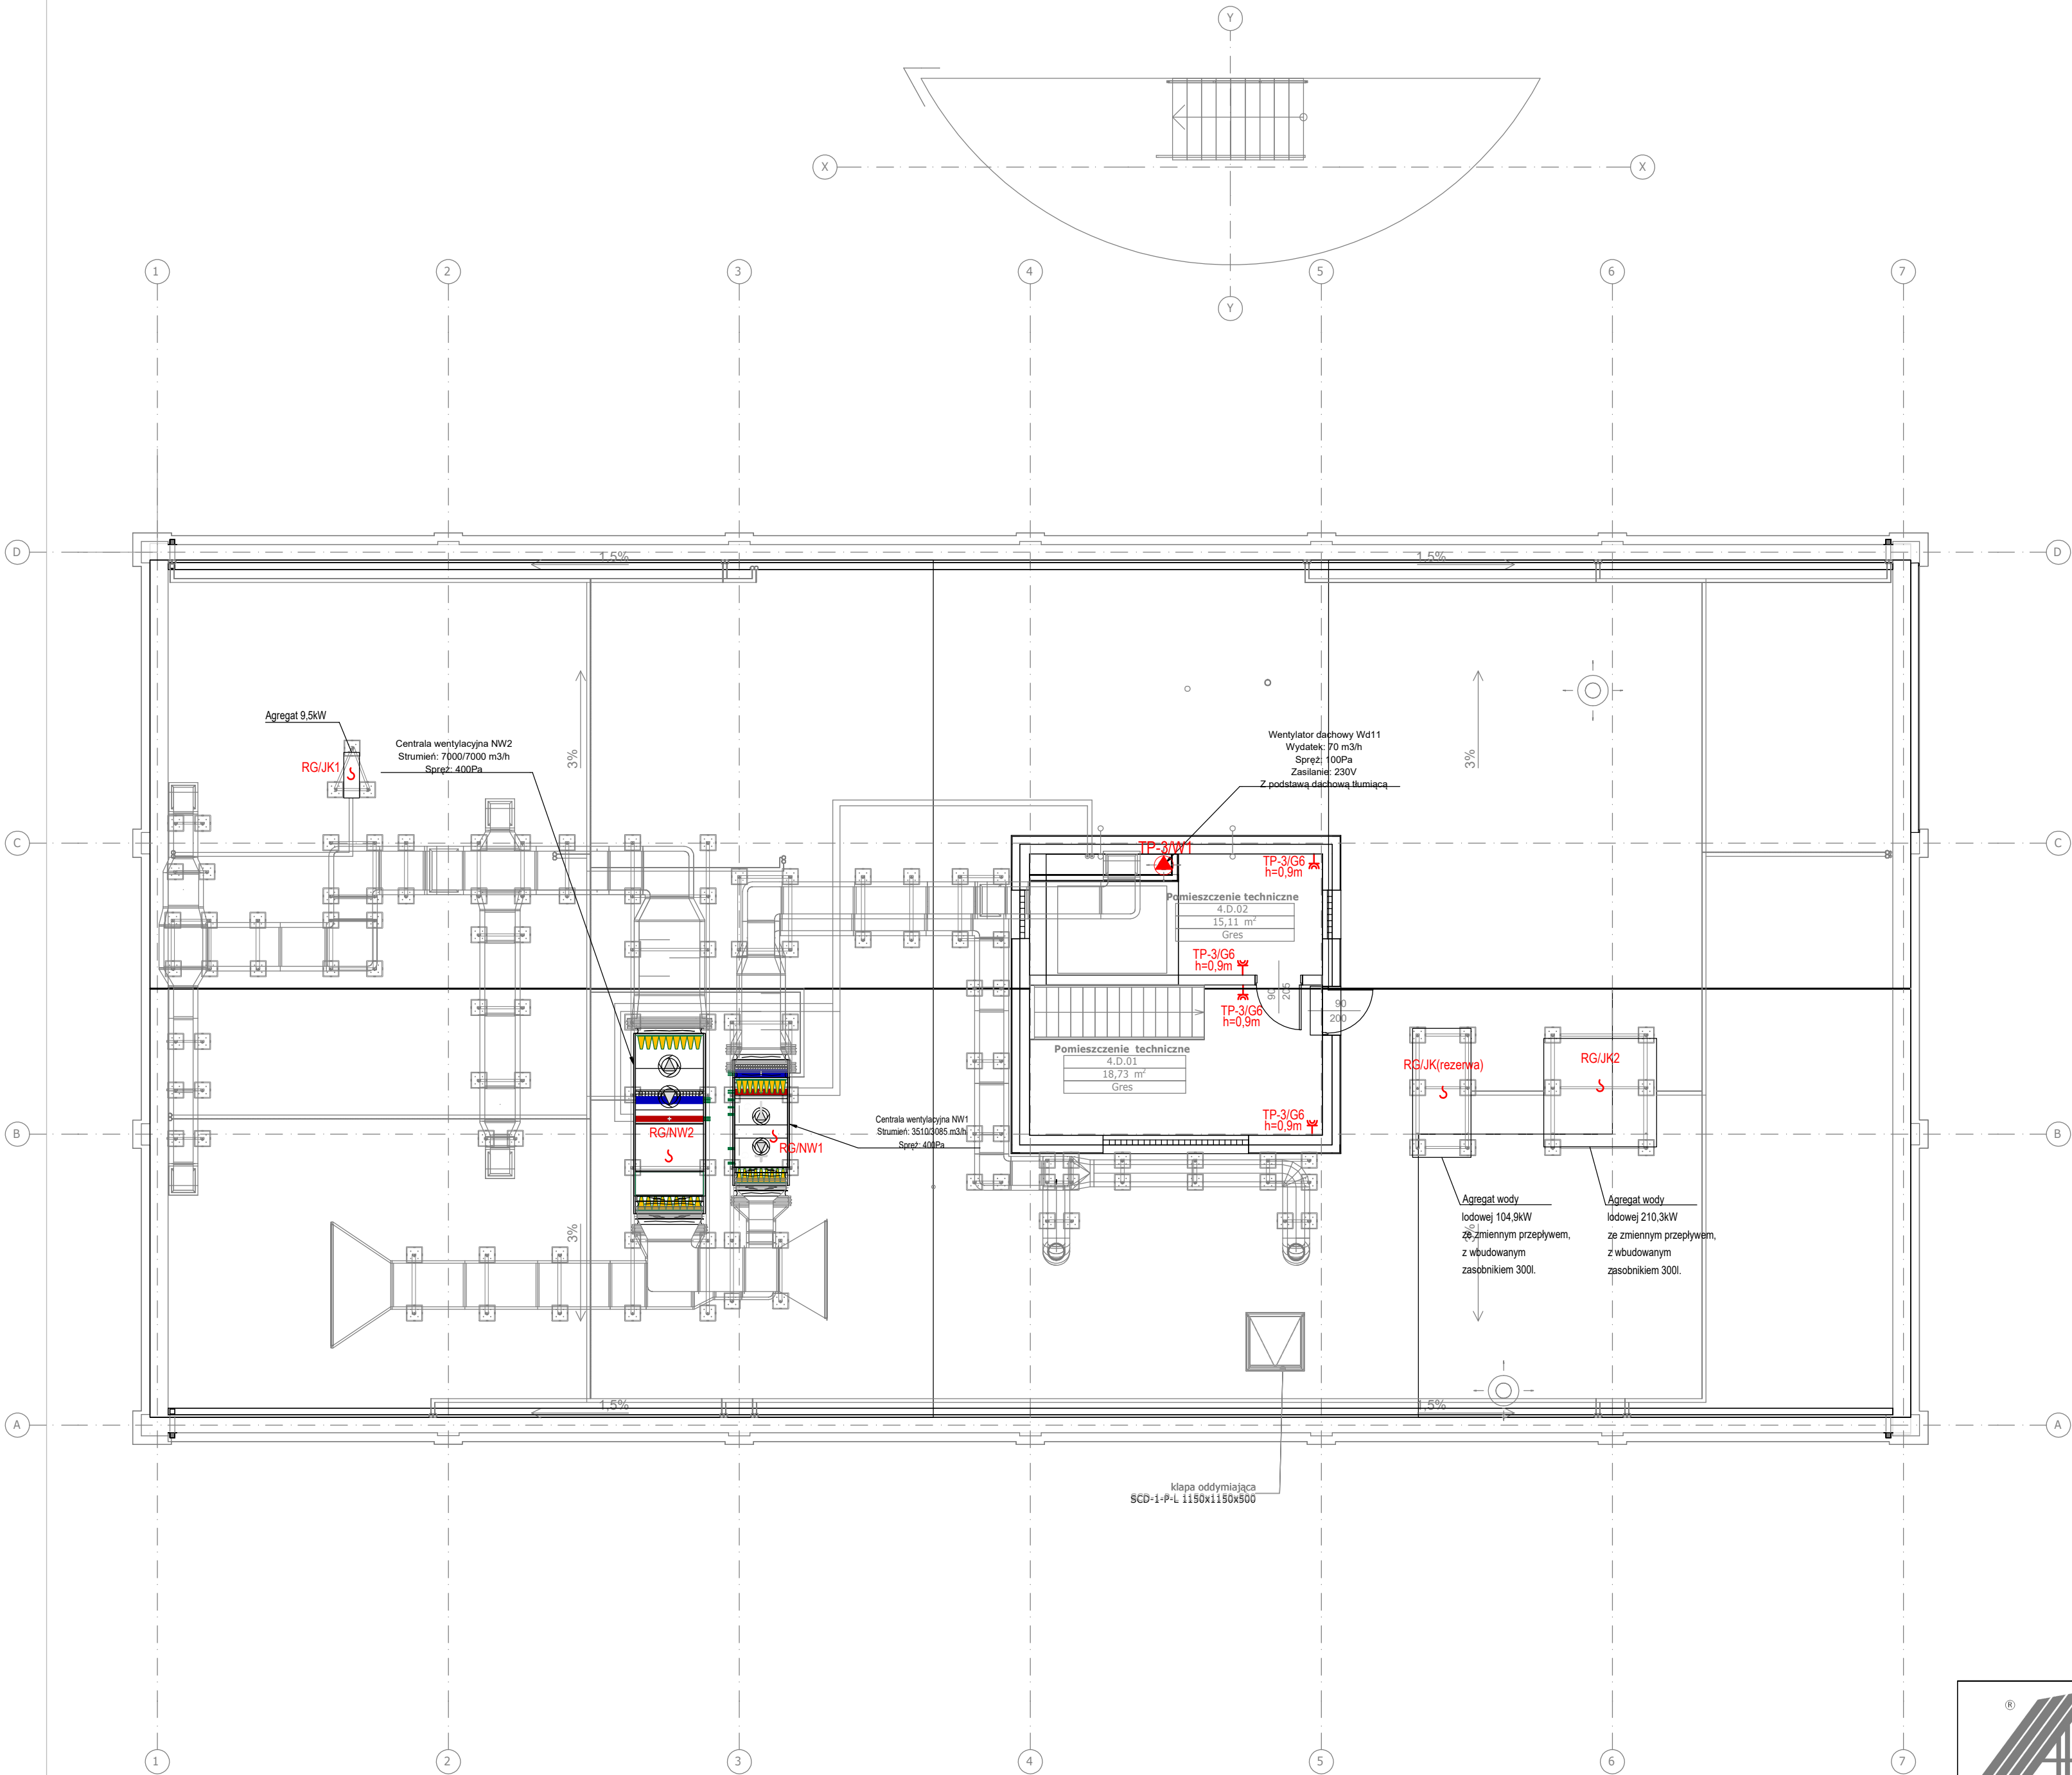 Y
X
X
Y
1
2
3
4
5
6
7
D
1,5%
1,5%
D
Agregat 9,5kW
RG/JK1
Centrala wentylacyjna NW2
Strumień: 7000/7000 m3/h
Spręż: 400Pa
3%
Wentylator dachowy Wd11
Wydatek: 70 m3/h
Spręż: 100Pa
Zasilanie: 230V
Z podstawą dachową tłumiącą
3%
C
C
TP-3/W1
TP-3/G6
h=0,9m
Pomieszczenie techniczne
4.D.02
15,11 m²
Gres
TP-3/G6
h=0,9m
90
205
TP-3/G6
h=0,9m
90
200
Pomieszczenie techniczne
4.D.01
18,73 m²
Gres
RG/JK(rezerwa)
RG/JK2
B
RG/NW2
RG/NW1
Centrala wentylacyjna NW1
Strumień: 3510/3085 m3/h
Spręż: 400Pa
TP-3/G6
h=0,9m
B
Agregat wody
lodowej 104,9kW
ze zmiennym przepływem,
z wbudowanym
zasobnikiem 300l.
Agregat wody
lodowej 210,3kW
ze zmiennym przepływem,
z wbudowanym
zasobnikiem 300l.
3%
3%
A
1,5%
1,5%
A
klapa oddymiająca
SCD-1-P-L 1150x1150x500
1
2
3
4
5
6
7
®